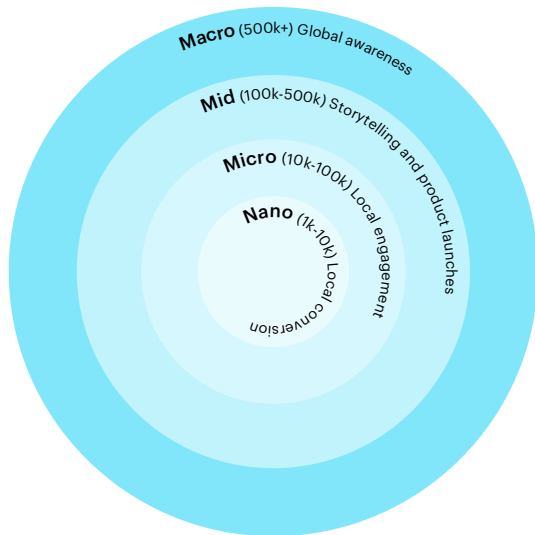 Macro (500k+) Global awareness
Mid (100k-500k) Storytelling and product launches
Micro (10k-100k) Local engagement
Nano (1k-10k) Local conversion